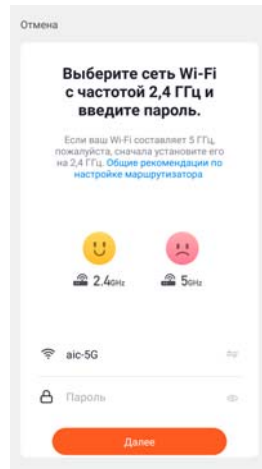 Отмена
Выберите сеть Wi-Fi
с частотой 2,4 ГГц и
введите пароль.
Если ваш Wi-Fi составляет 5 ГГц,
пожалуйста, сначала установите его
на 2,4 ГГц. Общие рекомендации по
настройке маршрутизатора
2.4GHz 5GHz
aic-5G
Пароль
Далее